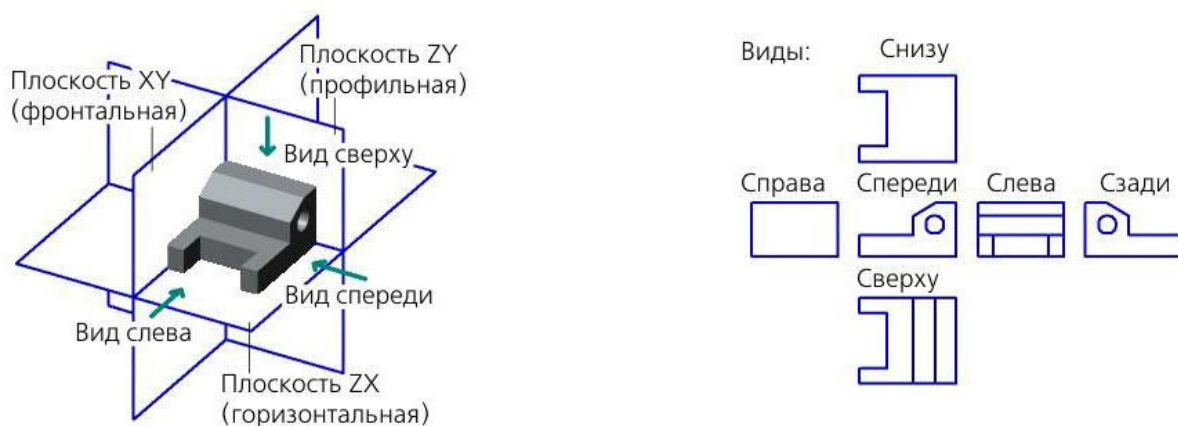 Плоскость ZY
(профильная)
Плоскость XY
(фронтальная)
Вид сверху
Вид спереди
Вид слева
Плоскость ZX
(горизонтальная)
Виды:
Снизу
Справа
Спереди
Слева
Сзади
Сверху